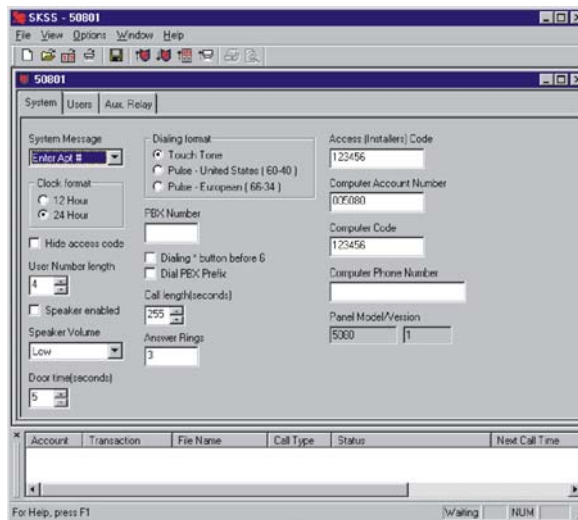 SKSS - 50801
File View Options Window Help
50801
System Users Aux. Relay
System Message
Enter Apt #
Clock format
12 Hour
24 Hour
Hide access code
User Number length
4
Speaker enabled
Speaker Volume
Low
Door time(seconds)
5
Dialing format
Touch Tone
Pulse - United States ( 60-40 )
Pulse - European ( 66-34 )
PBX Number
Dialing * button before 6
Dial PBX Prefix
Call length(seconds)
255
Answer Rings
3
Access (Installers) Code
123456
Computer Account Number
005080
Computer Code
123456
Computer Phone Number
Panel Model/Version
5080 1
Account Transaction File Name Call Type Status Next Call Time
For Help, press F1 Waiting NUM